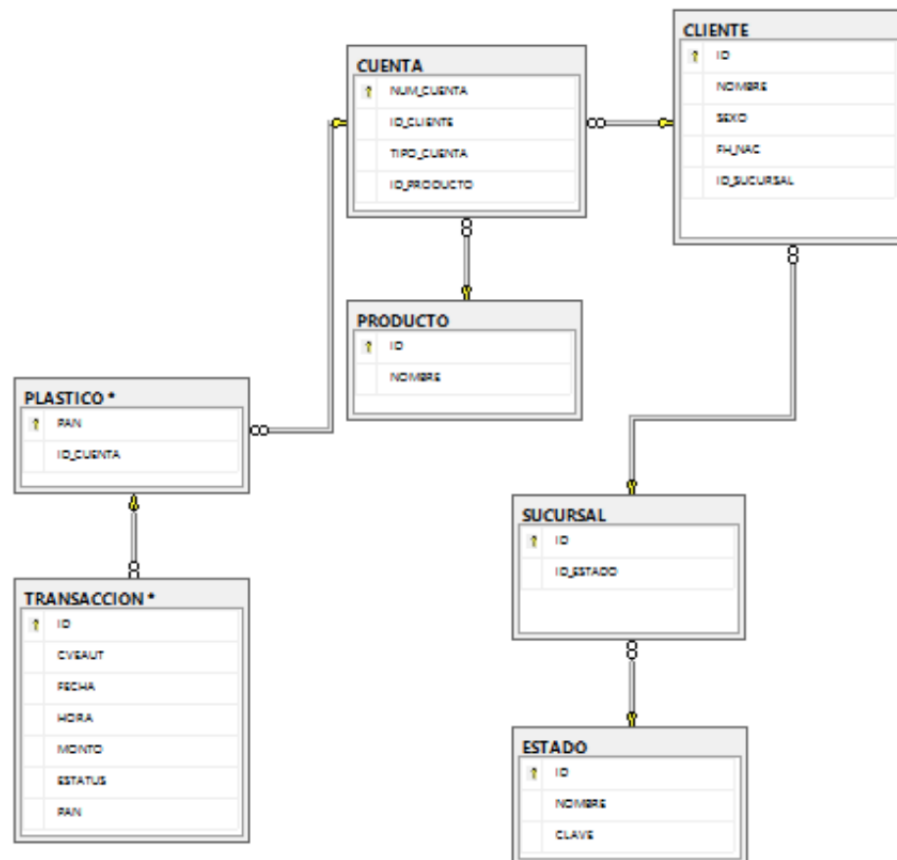 CLIENTE
ID
NOMBRE
SEXO
FH_NAC
ID_SUCURSAL
CUENTA
NUM_CUENTA
ID_CLIENTE
TIPO_CUENTA
ID_PRODUCTO
PRODUCTO
ID
NOMBRE
PLASTICO *
PAN
ID_CUENTA
SUCURSAL
ID
ID_ESTADO
TRANSACCION *
ID
CVEAUT
FECHA
HORA
MONTO
ESTATUS
PAN
ESTADO
ID
NOMBRE
CLAVE